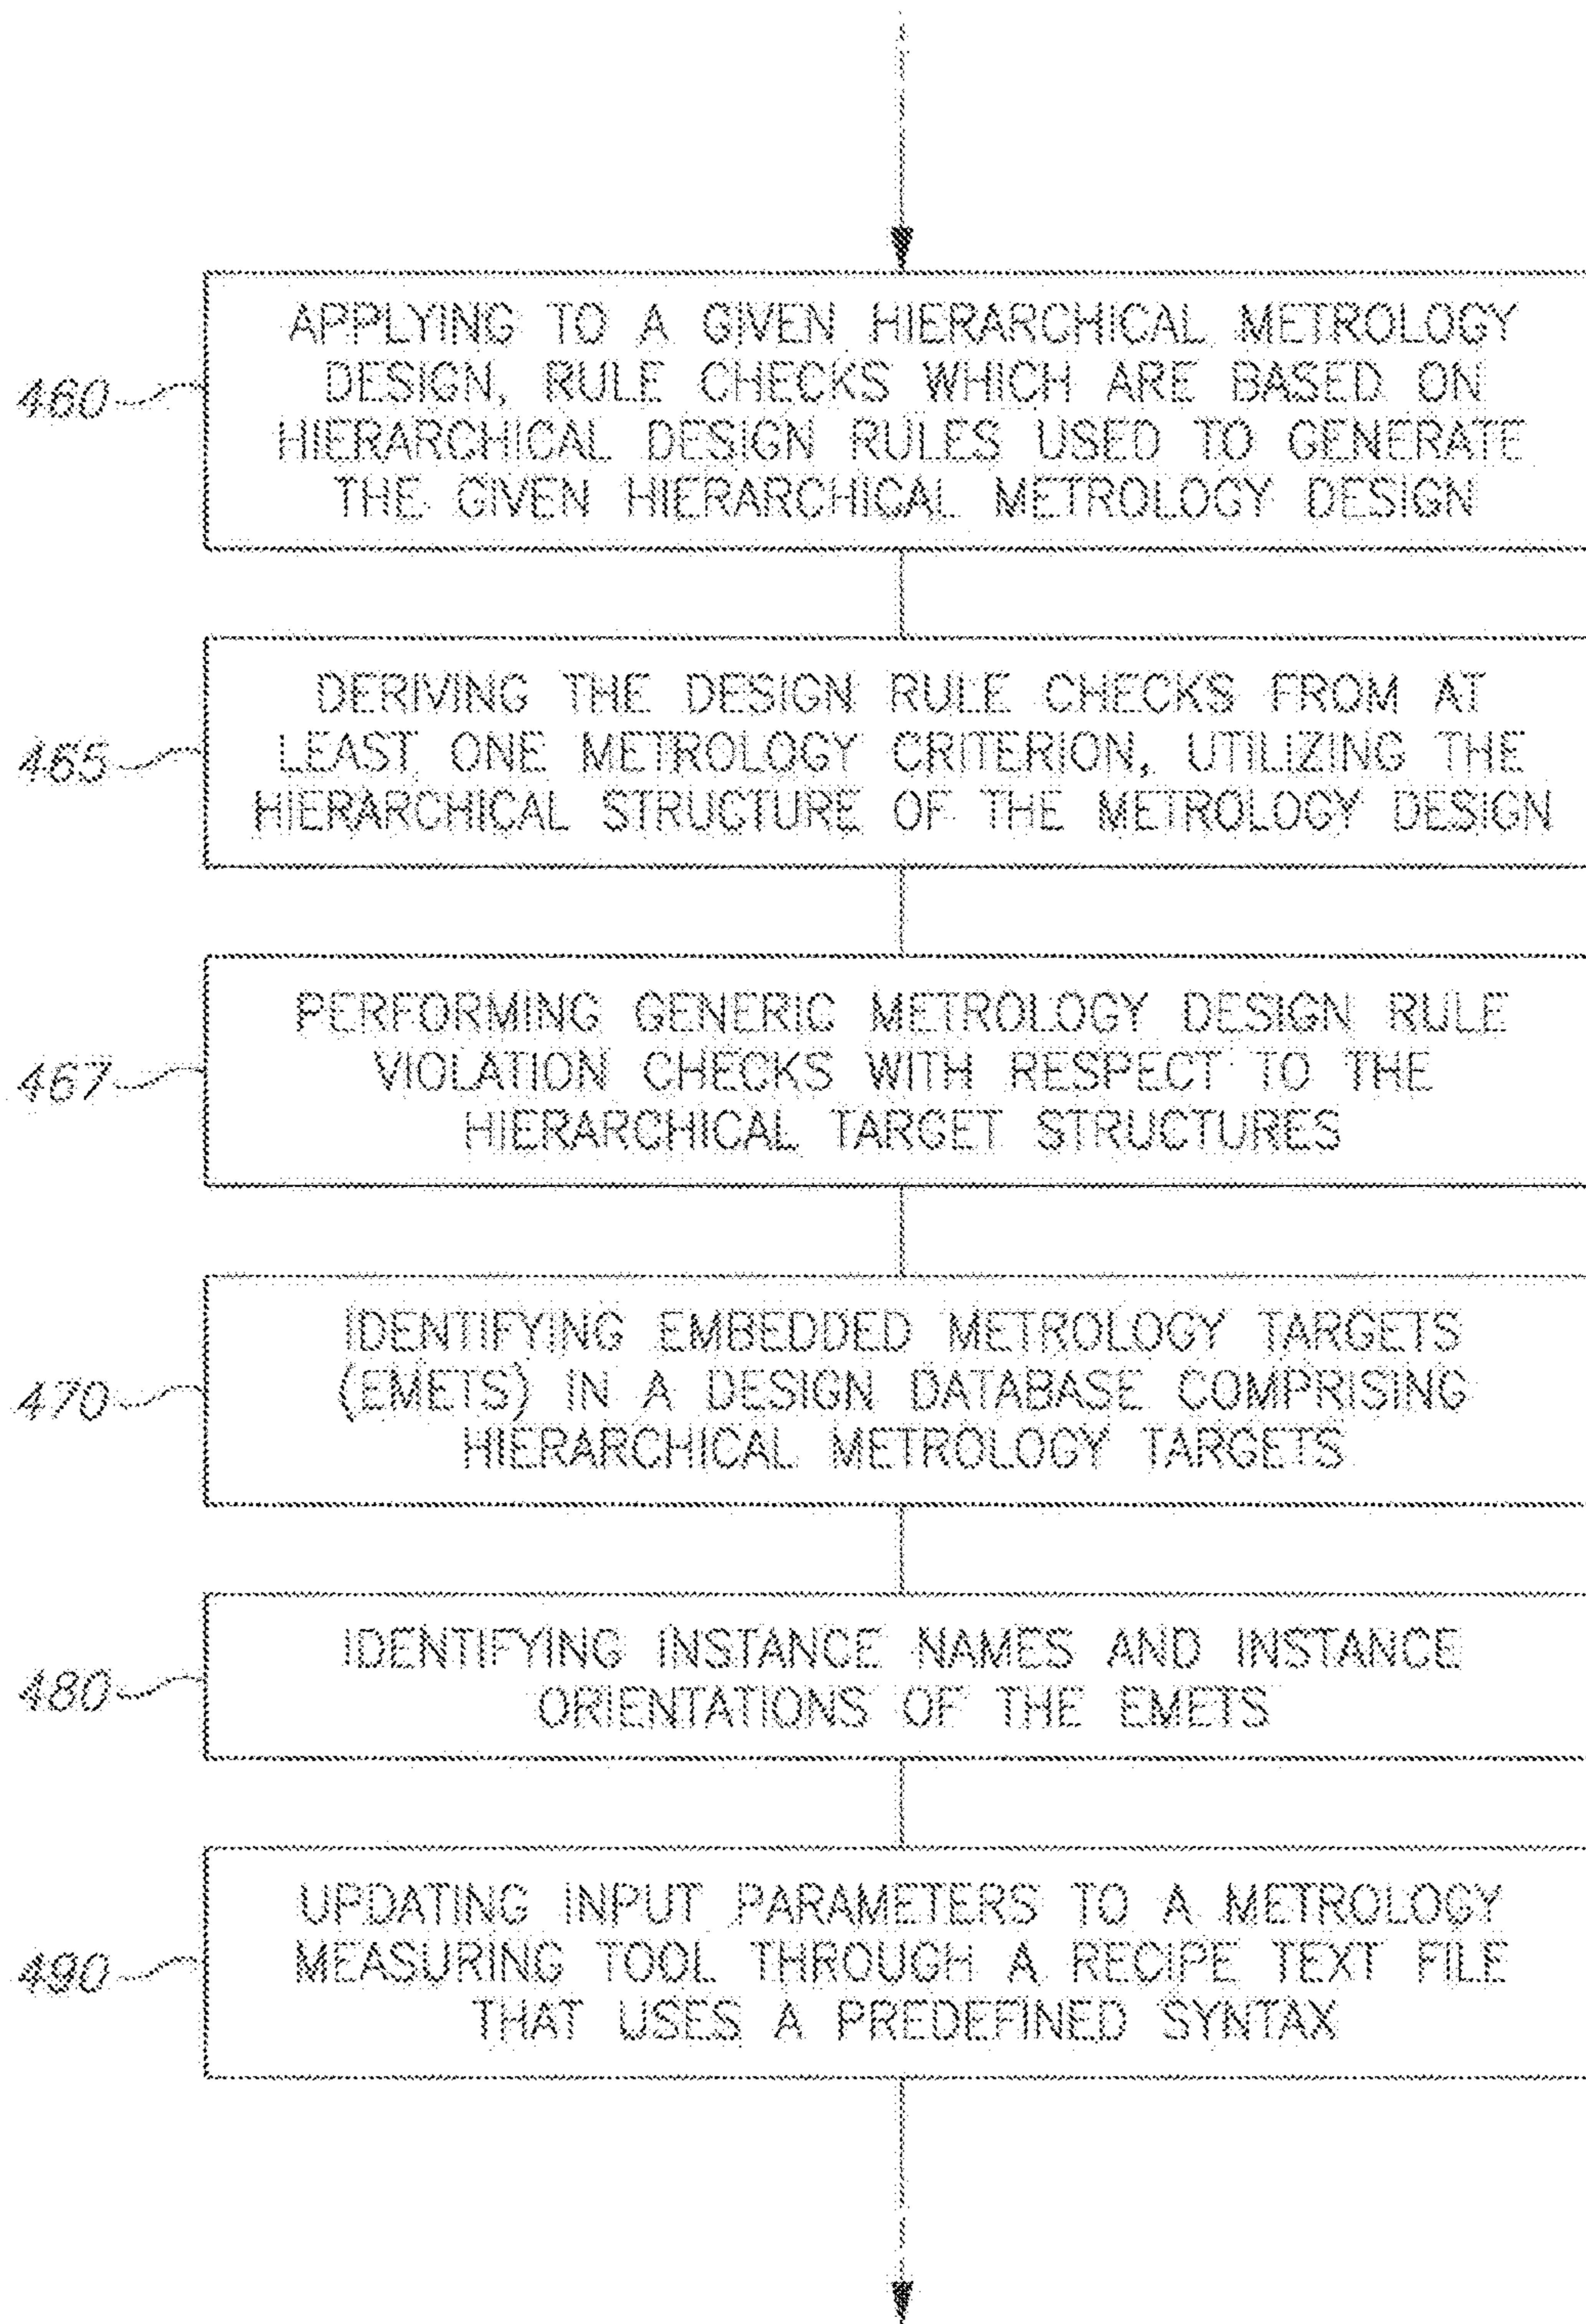 460
APPLYING TO A GIVEN HIERARCHICAL METROLOGY
DESIGN, RULE CHECKS WHICH ARE BASED ON
HIERARCHICAL DESIGN RULES USED TO GENERATE
THE GIVEN HIERARCHICAL METROLOGY DESIGN
465
DERIVING THE DESIGN RULE CHECKS FROM AT
LEAST ONE METROLOGY CRITERION, UTILIZING THE
HIERARCHICAL STRUCTURE OF THE METROLOGY DESIGN
467
PERFORMING GENERIC METROLOGY DESIGN RULE
VIOLATION CHECKS WITH RESPECT TO THE
HIERARCHICAL TARGET STRUCTURES
470
IDENTIFYING EMBEDDED METROLOGY TARGETS
(EMETS) IN A DESIGN DATABASE COMPRISING
HIERARCHICAL METROLOGY TARGETS
480
IDENTIFYING INSTANCE NAMES AND INSTANCE
ORIENTATIONS OF THE EMETS
490
UPDATING INPUT PARAMETERS TO A METROLOGY
MEASURING TOOL THROUGH A RECIPE TEXT FILE
THAT USES A PREDEFINED SYNTAX